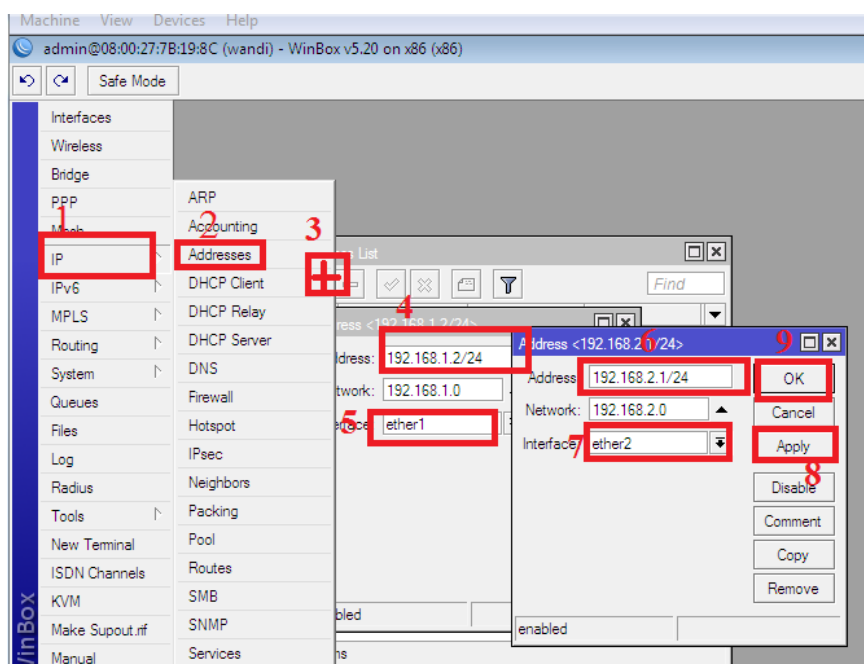 Machine View Devices Help
admin@08:00:27:7B:19:8C (wandi) - WinBox v5.20 on x86 (x86)
Safe Mode
Interfaces
Wireless
Bridge
PPP
1
Mesh
IP
IPv6
MPLS
Routing
System
Queues
Files
Log
Radius
Tools
New Terminal
ISDN Channels
KVM
Make Supout.rif
Manual
WinBox
ARP
2
Accounting
Addresses
DHCP Client
DHCP Relay
DHCP Server
DNS
Firewall
Hotspot
IPsec
Neighbors
Packing
Pool
Routes
SMB
SNMP
Services
3
List
Find
4
<192.168.1.2/24>
dress: 192.168.1.2/24
twork: 192.168.1.0
5
ether1
bled
ns
Address <192.168.2.1/24>
6
9
Address: 192.168.2.1/24
Network: 192.168.2.0
Interface: ether2
7
OK
Cancel
Apply
8
Disable
Comment
Copy
Remove
enabled